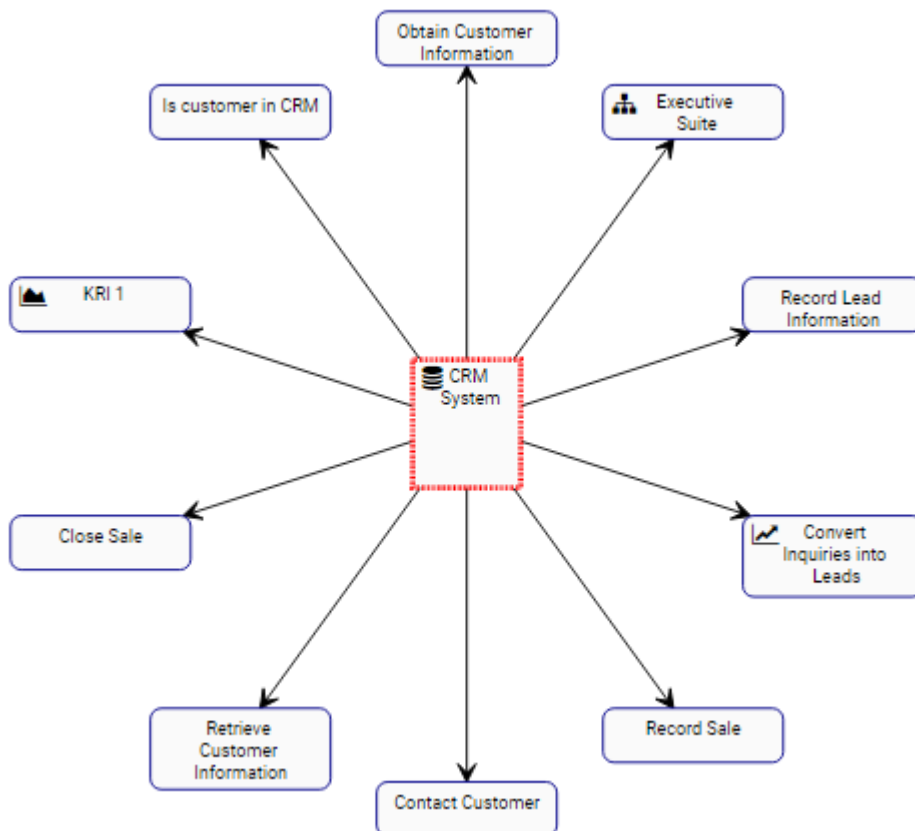 Obtain Customer
Information
Is customer in CRM
Executive
Suite
KRI 1
Record Lead
Information
CRM
System
Close Sale
Convert
Inquiries into
Leads
Retrieve
Customer
Information
Record Sale
Contact Customer